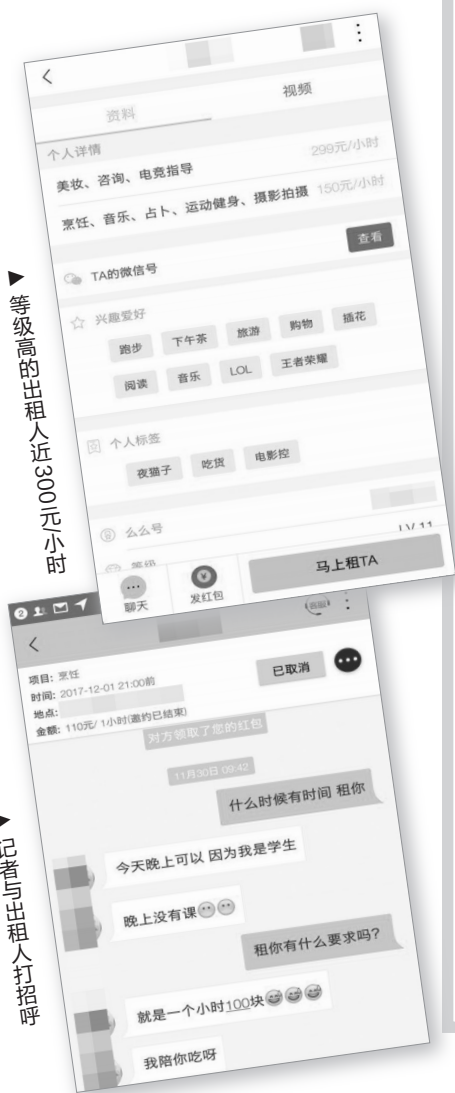 资料
视频
个人详情
美妆、咨询、电竞指导
299元/小时
烹饪、音乐、占卜、运动健身、摄影拍摄
150元/小时
TA的微信号
查看
兴趣爱好
跑步
下午茶
旅游
购物
插花
阅读
音乐
LOL
王者荣耀
个人标签
夜猫子
吃货
电影控
么么号
等级
LV 11
聊天
发红包
马上租TA
▶等级高的出租人近300元/小时
2
项目: 烹饪
时间: 2017-12-01 21:00前
地点:
金额: 110元/ 1小时(邀约已结束)
已取消
对方领取了您的红包
11月30日 09:42
什么时候有时间 租你
今天晚上可以 因为我是学生
晚上没有课
租你有什么要求吗?
就是一个小时100块
我陪你吃呀
▶记者与出租人打招呼